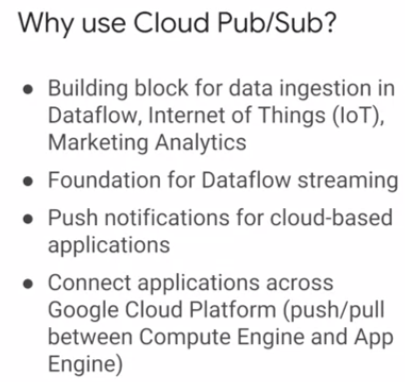 Why use Cloud Pub/Sub?
● Building block for data ingestion in
Dataflow, Internet of Things (IoT),
Marketing Analytics
● Foundation for Dataflow streaming
● Push notifications for cloud-based
applications
● Connect applications across
Google Cloud Platform (push/pull
between Compute Engine and App
Engine)